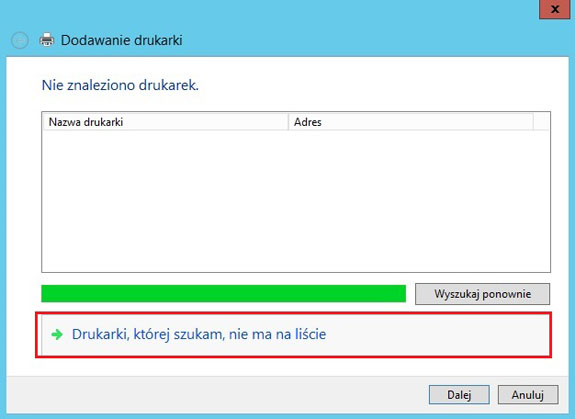 x
Dodawanie drukarki
Nie znaleziono drukarek.
Nazwa drukarki Adres
Wyszukaj ponownie
Drukarki, której szukam, nie ma na liście
Dalej Anuluj